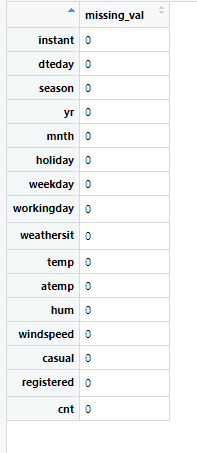 missing_val
instant 0
dteday 0
season 0
yr 0
mnth 0
holiday 0
weekday 0
workingday 0
weathersit 0
temp 0
atemp 0
hum 0
windspeed 0
casual 0
registered 0
cnt 0